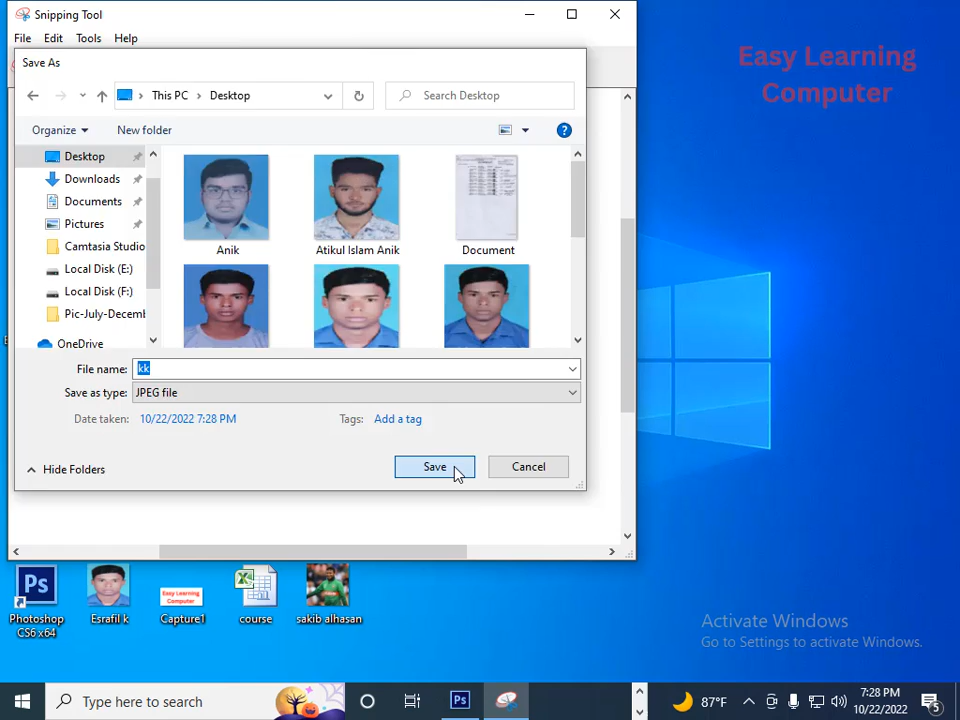 Snipping Tool
File Edit Tools Help
Save As
This PC Desktop
Search Desktop
Organize New folder
Desktop
Downloads
Documents
Pictures
Camtasia Studio
Local Disk (E:)
Local Disk (F:)
Pic-July-Decemb
OneDrive
Anik
Atikul Islam Anik
Document
File name: kk
Save as type: JPEG file
Date taken: 10/22/2022 7:28 PM Tags: Add a tag
Hide Folders
Save Cancel
Easy Learning
Computer
Ps
Photoshop
CS6 x64
Esrafil k
Easy Learning
Computer
Capture1
course
sakib alhasan
Activate Windows
Go to Settings to activate Windows.
Type here to search
Ps
87°F
7:28 PM
10/22/2022
5